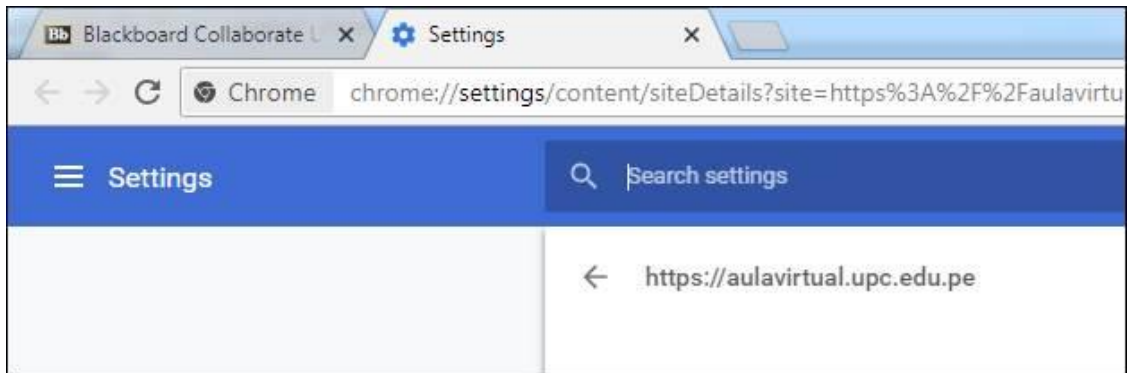 Bb Blackboard Collaborate U Settings
Chrome chrome://settings/content/siteDetails?site=https%3A%2F%2Faulavirtu
Settings Search settings
https://aulavirtual.upc.edu.pe